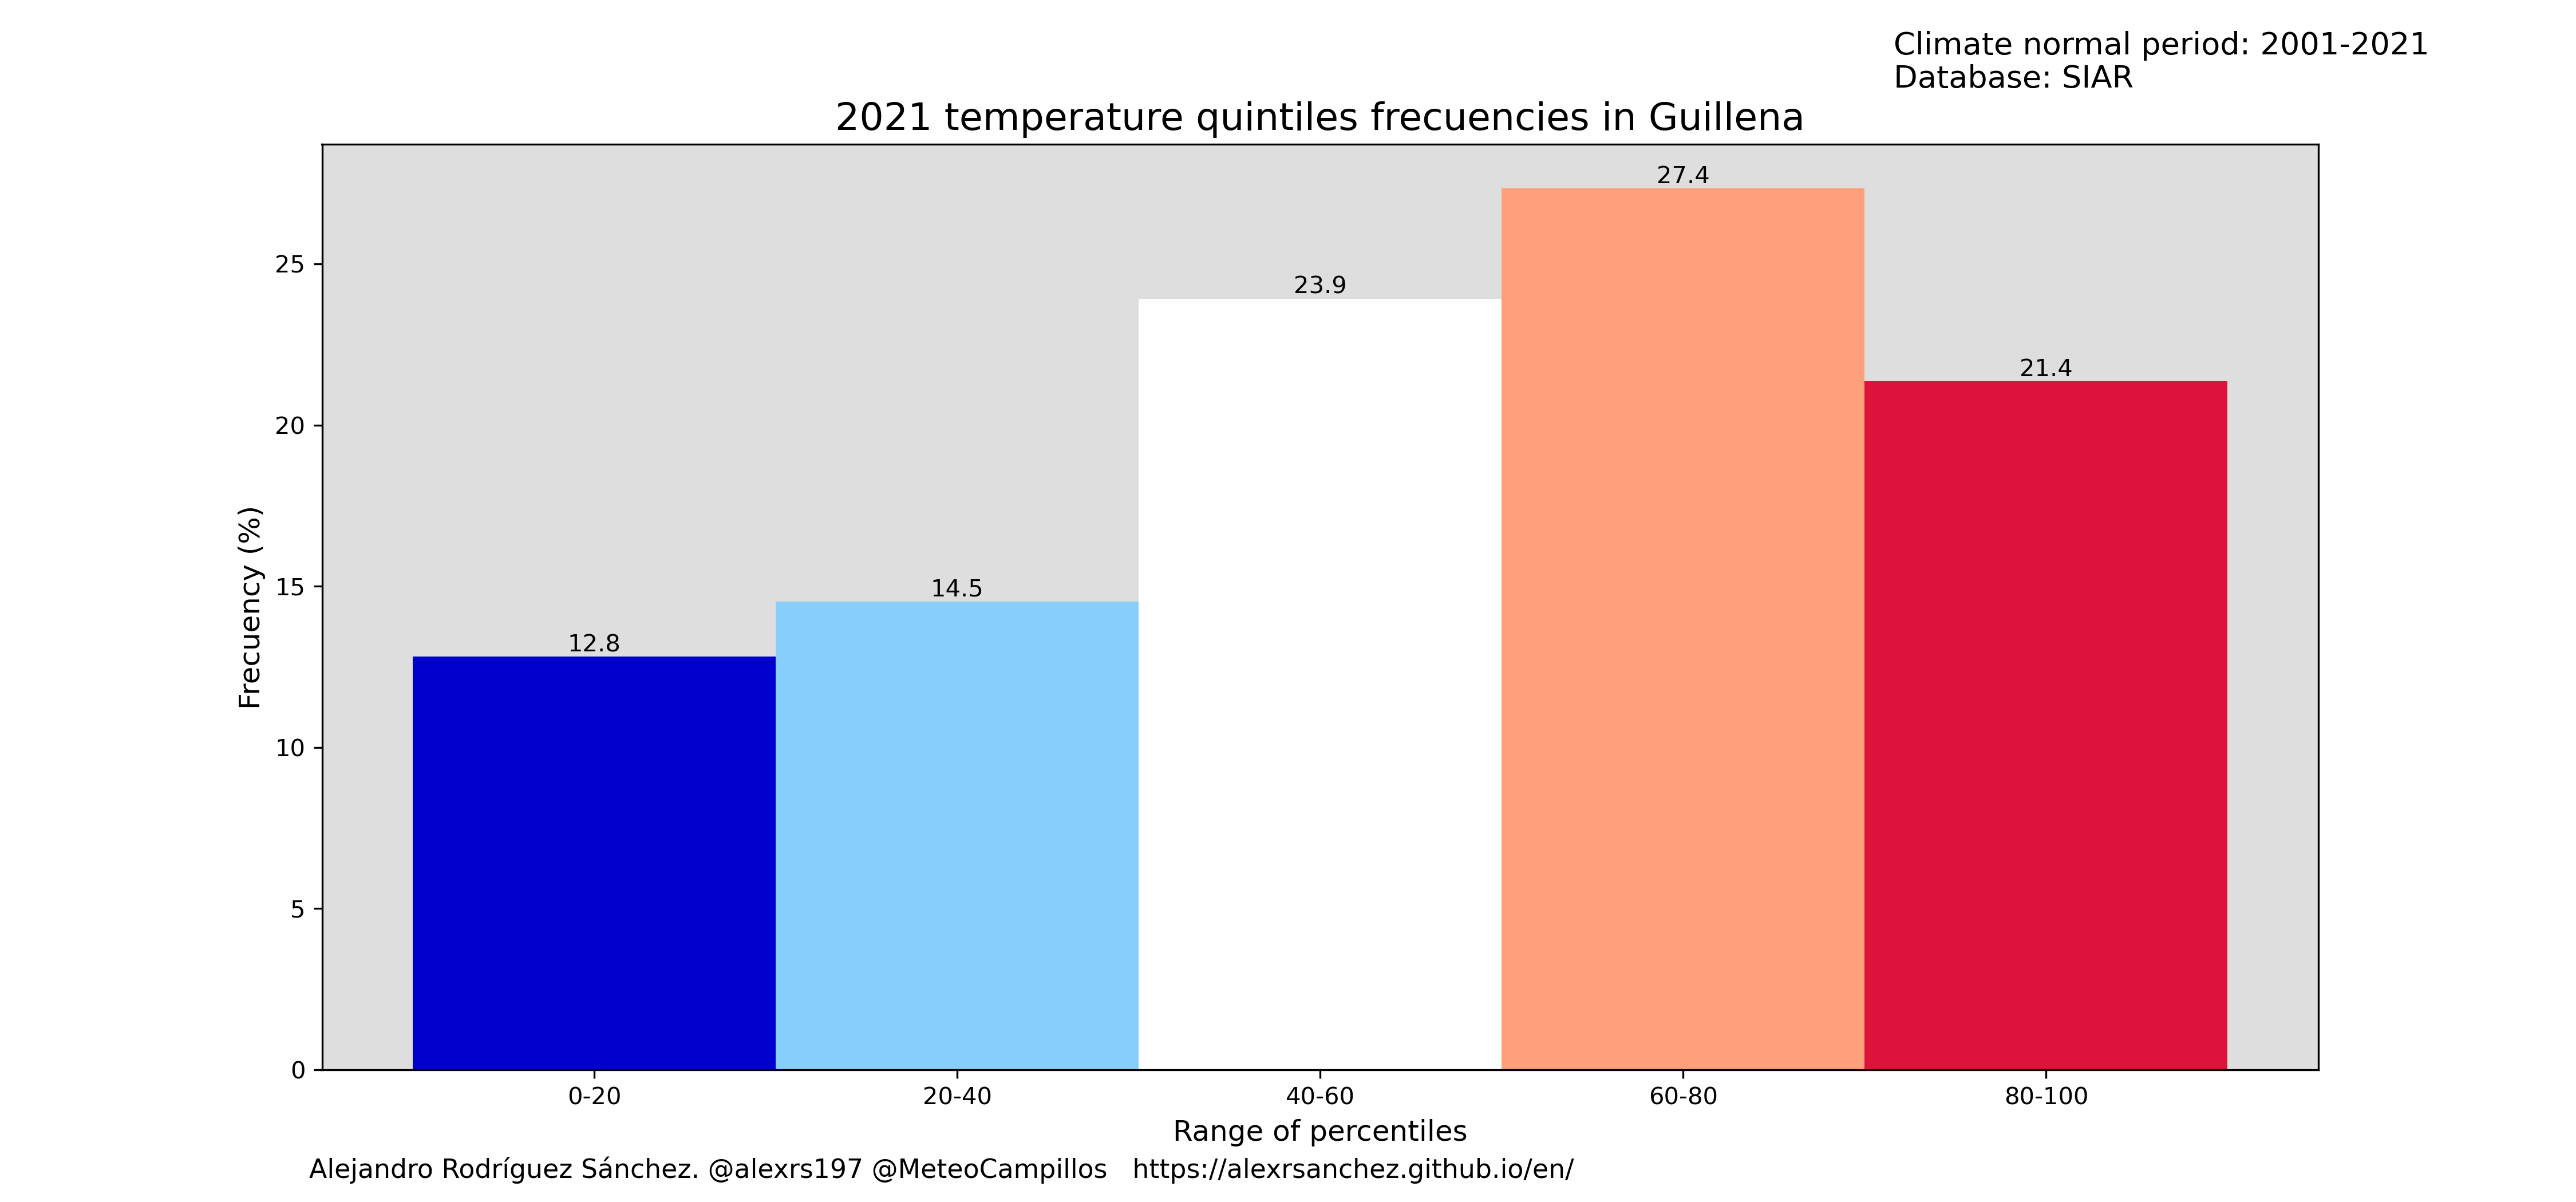 Climate normal period: 2001-2021
Database: SIAR
2021 temperature quintiles frecuencies in Guillena
27.4
25
23.9
21.4
20
Frecuency (%)
15
14.5
12.8
10
5
0
0-20 20-40 40-60 60-80 80-100
Range of percentiles
Alejandro Rodríguez Sánchez. @alexrs197 @MeteoCampillos https://alexrsanchez.github.io/en/